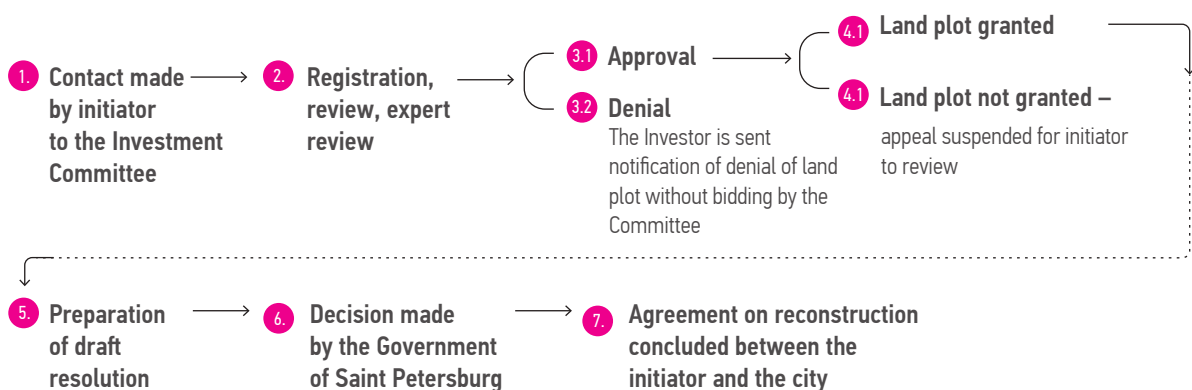 1. Contact made
by initiator
to the Investment
Committee
2. Registration,
review, expert
review
3.1 Approval
3.2 Denial
The Investor is sent
notification of denial of land
plot without bidding by the
Committee
4.1 Land plot granted
4.1 Land plot not granted –
appeal suspended for initiator
to review
5. Preparation
of draft
resolution
6. Decision made
by the Government
of Saint Petersburg
7. Agreement on reconstruction
concluded between the
initiator and the city